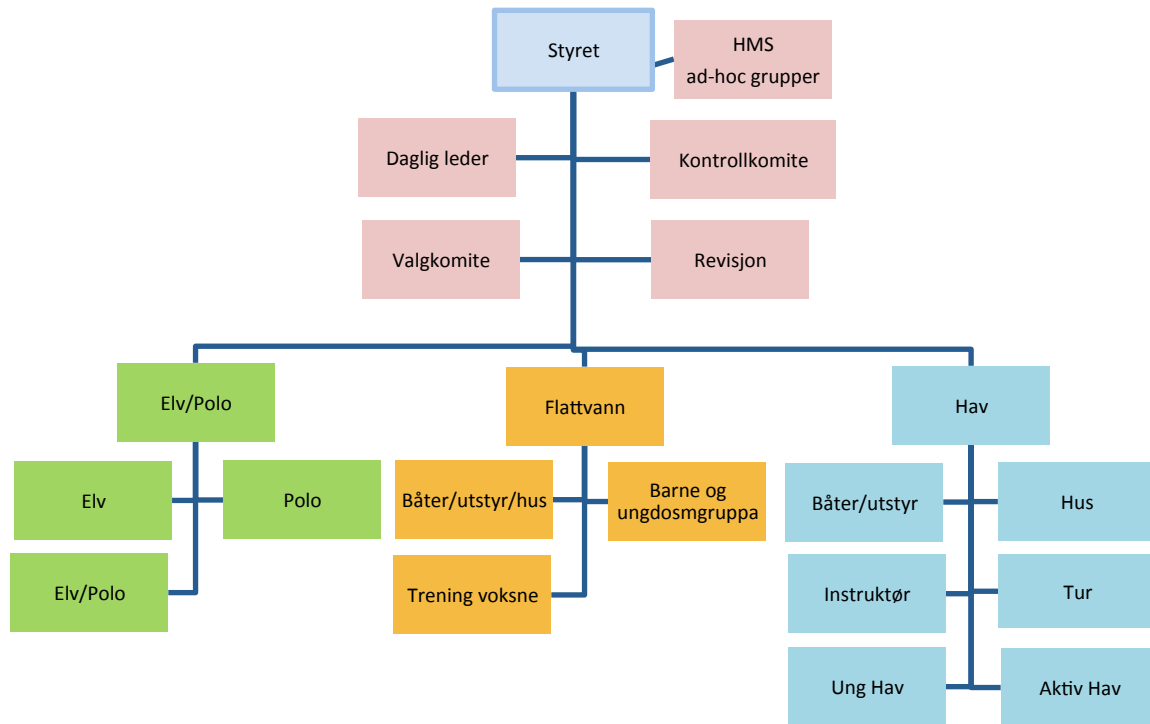 Styret
HMS
ad-hoc grupper
Daglig leder
Kontrollkomite
Valgkomite
Revisjon
Elv/Polo
Flattvann
Hav
Elv
Polo
Båter/utstyr/hus
Barne og
ungdosmgruppa
Båter/utstyr
Hus
Elv/Polo
Trening voksne
Instruktør
Tur
Ung Hav
Aktiv Hav